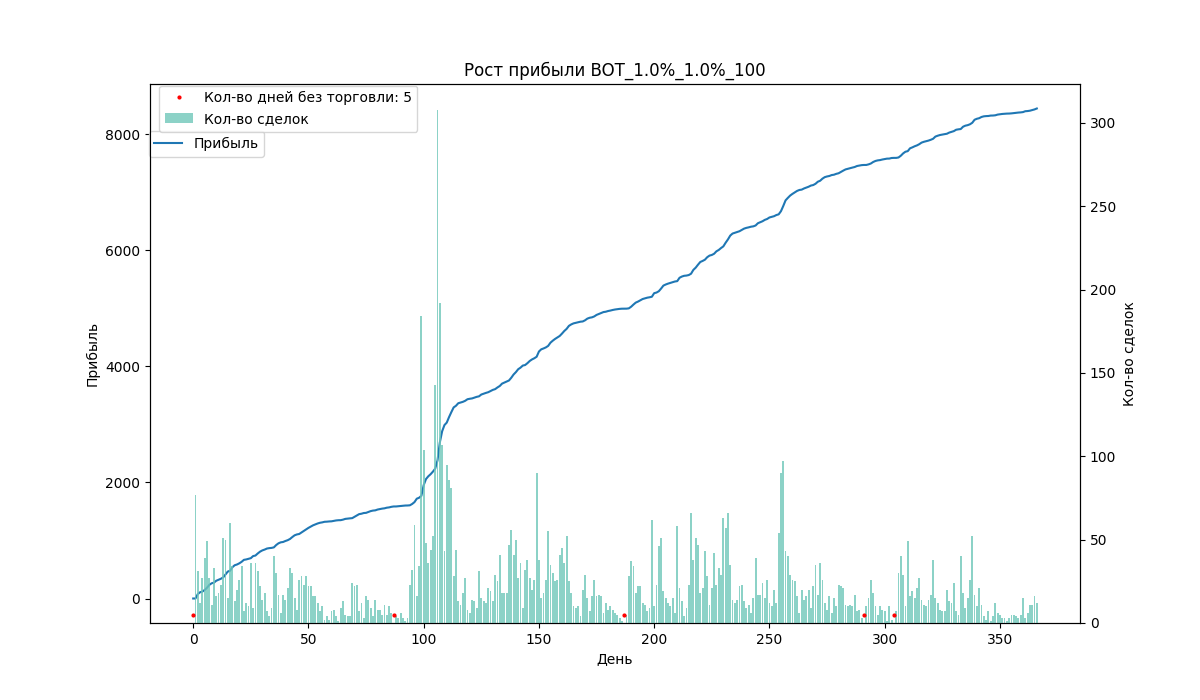 Рост прибыли BOT_1.0%_1.0%_100
Кол-во дней без торговли: 5
Кол-во сделок
Прибыль
8000
6000
4000
2000
0
Прибыль
300
250
200
150
100
50
0
Кол-во сделок
0 50 100 150 200 250 300 350
День